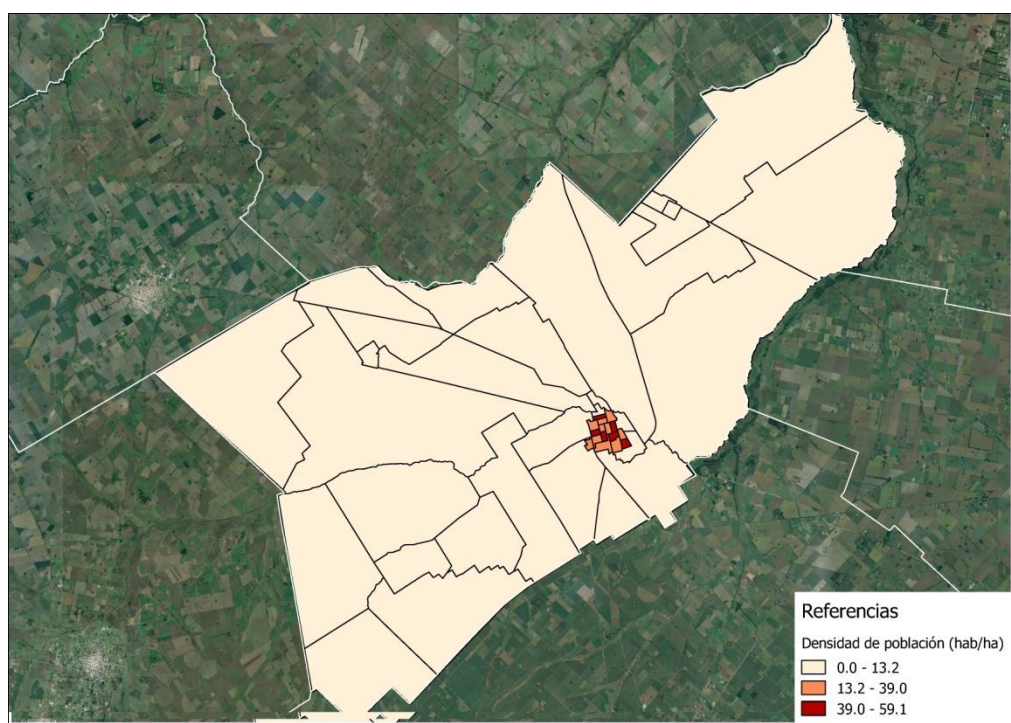 Referencias
Densidad de población (hab/ha)
0.0 - 13.2
13.2 - 39.0
39.0 - 59.1